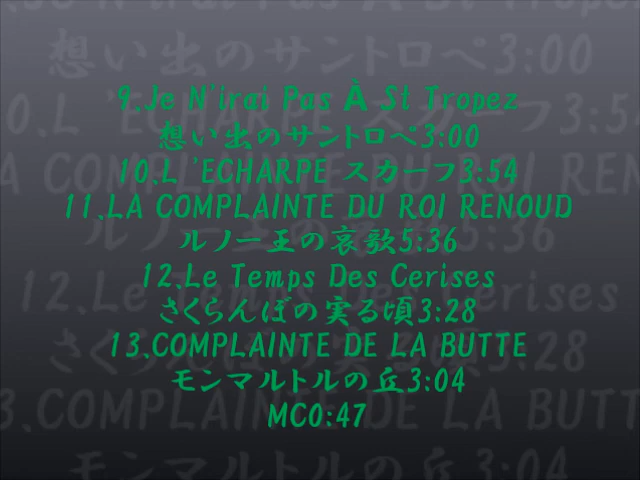 9.Je N'irai Pas À St Tropez
想い出のサントロペ3:00
10.L 'ECHARPE スカーフ3:54
11.LA COMPLAINTE DU ROI RENOUD
ルノー王の哀歌5:36
12.Le Temps Des Cerises
さくらんぼの実る頃3:28
13.COMPLAINTE DE LA BUTTE
モンマルトルの丘3:04
MC0:47